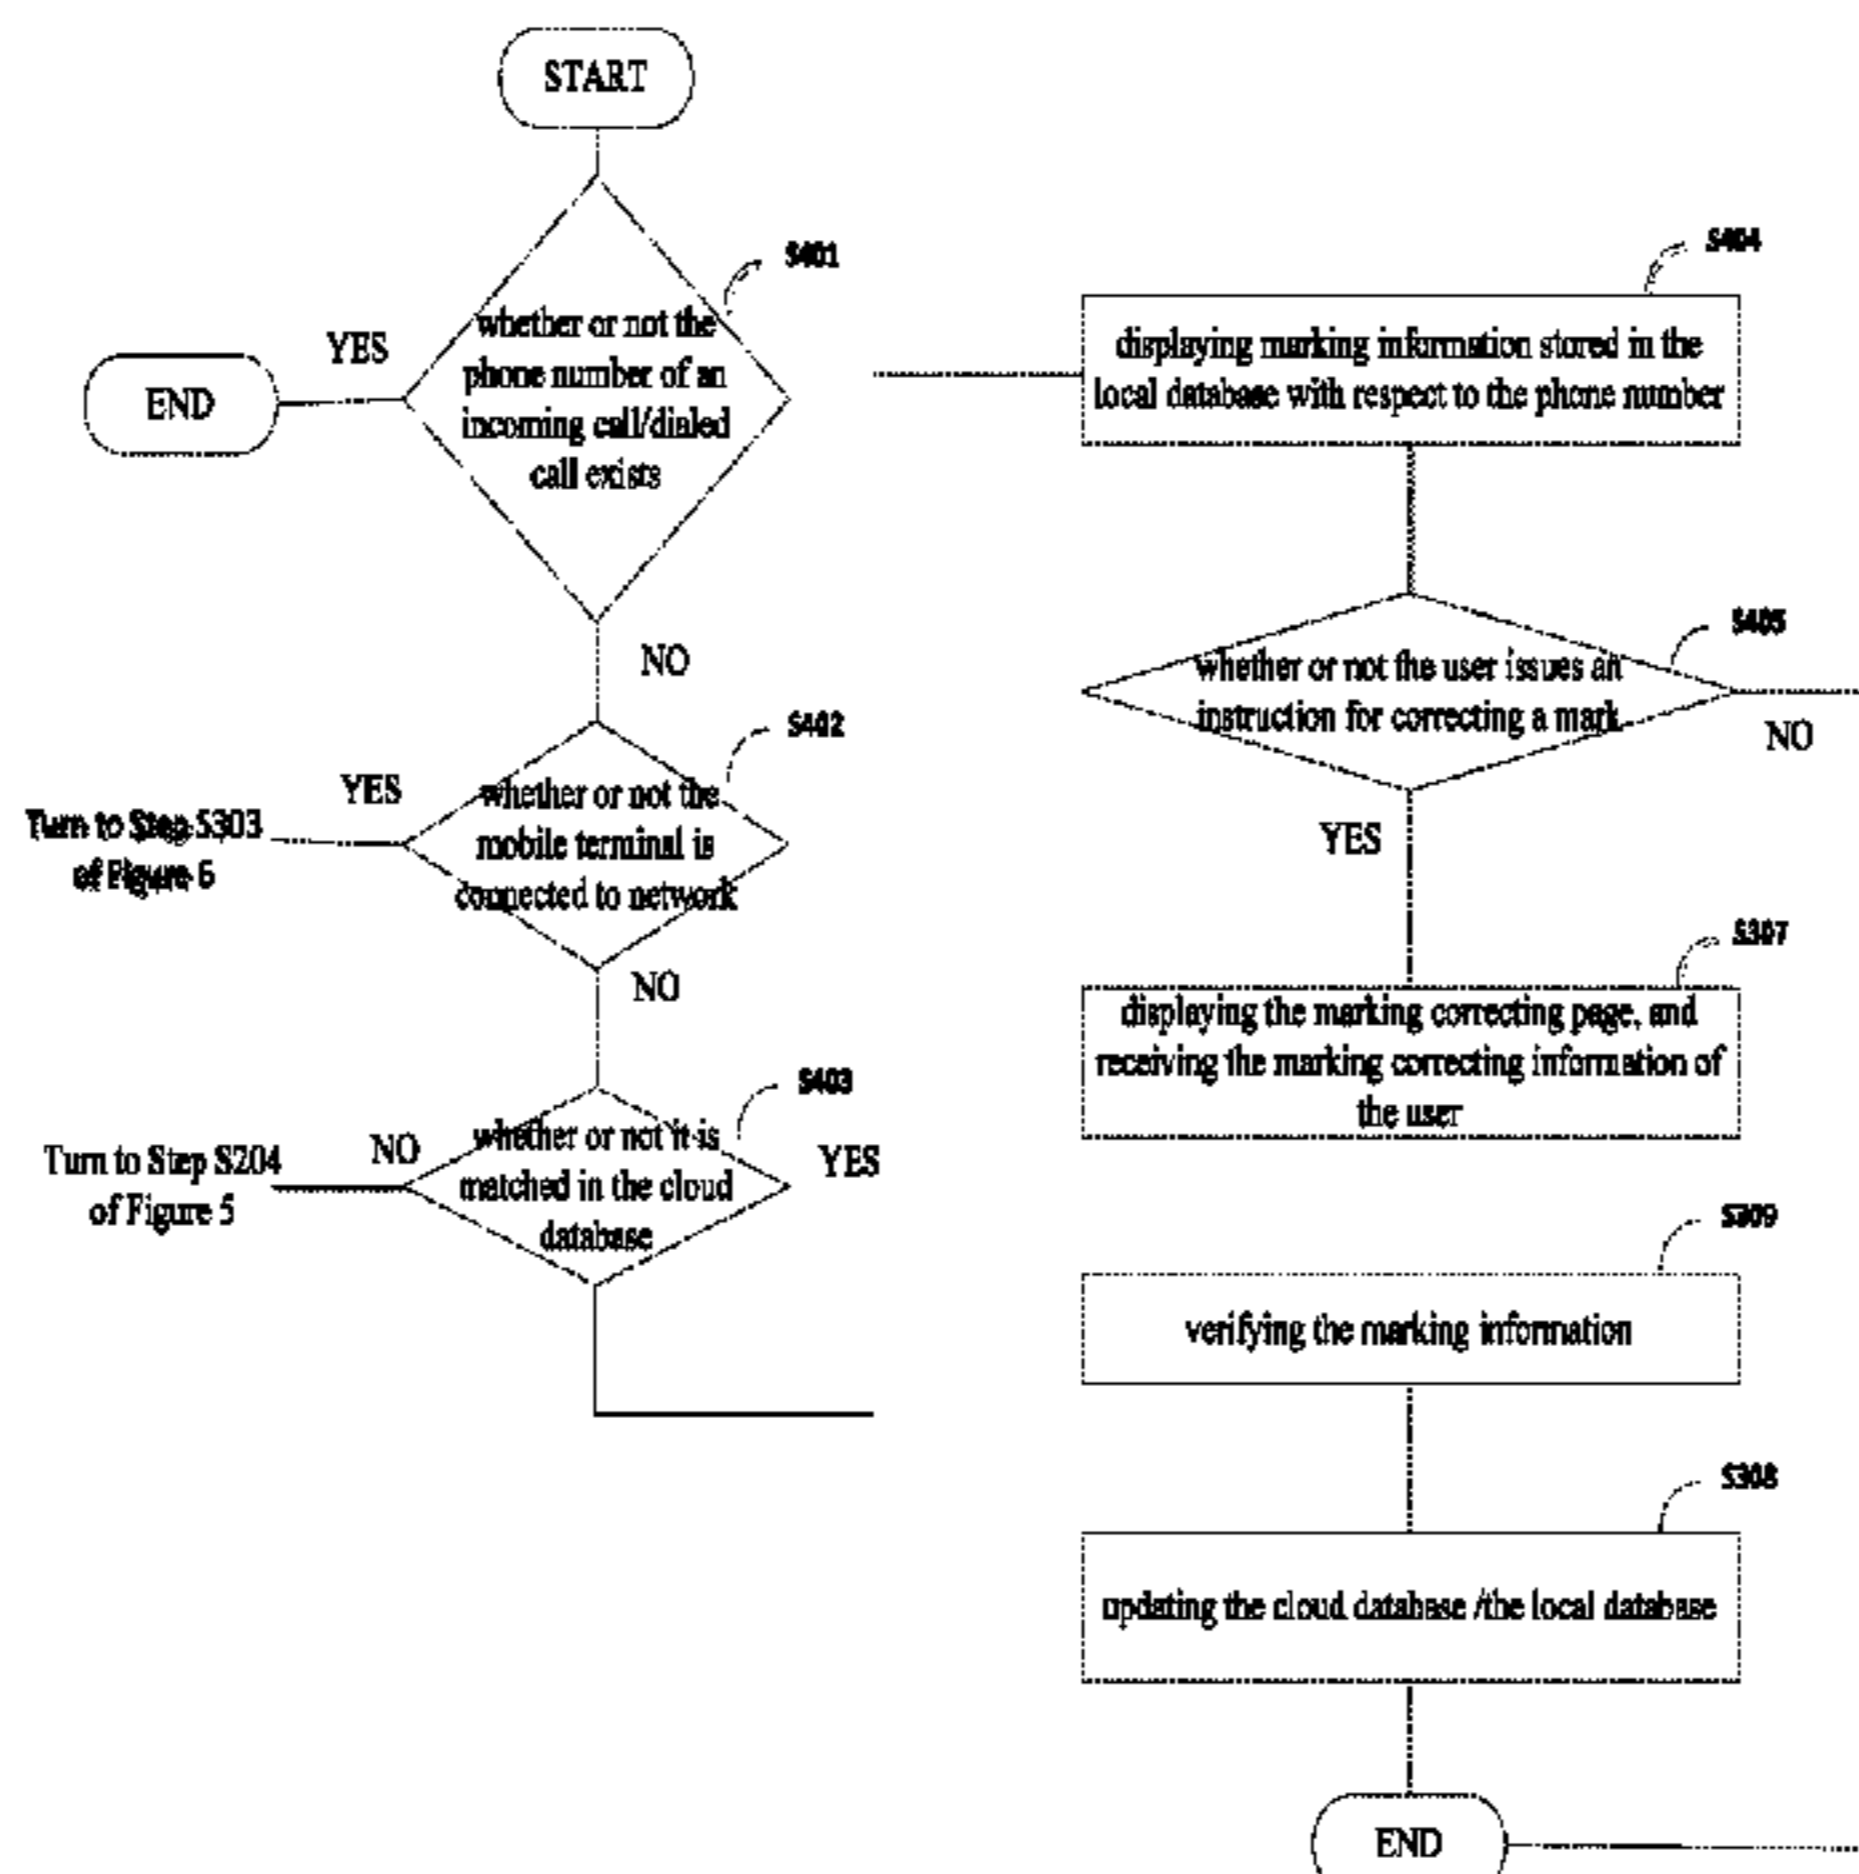 START
S401
whether or not the
phone number of an
incoming call/dialed
call exists
YES
END
NO
S402
whether or not the
mobile terminal is
connected to network
YES
Turn to Step S303
of Figure 6
NO
S403
whether or not it is
matched in the cloud
database
NO
Turn to Step S204
of Figure 5
YES
S404
displaying marking information stored in the
local database with respect to the phone number
S405
whether or not the user issues an
instruction for correcting a mark
NO
YES
S307
displaying the marking correcting page, and
receiving the marking correcting information of
the user
S309
verifying the marking information
S308
updating the cloud database /the local database
END